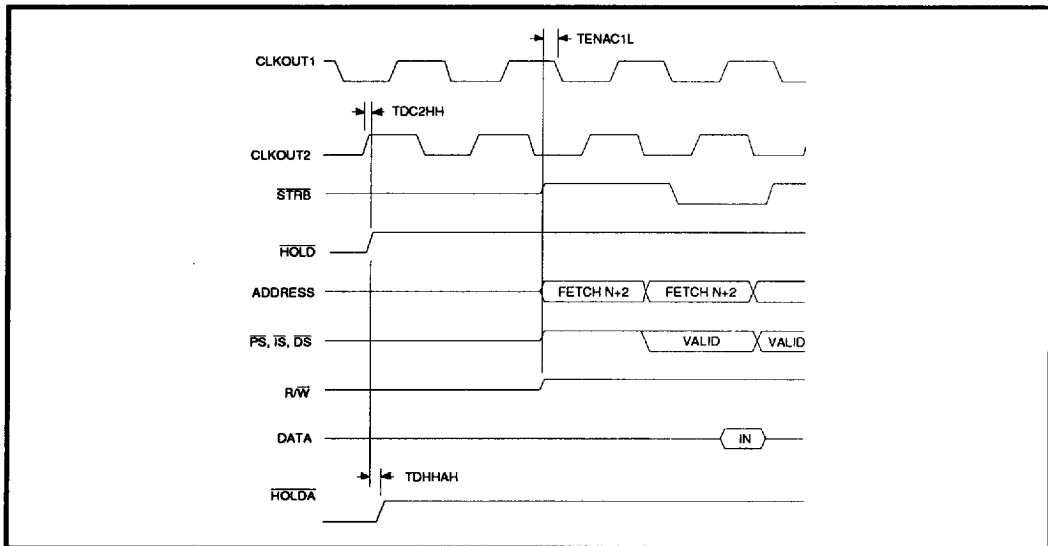 TENAC1L
CLKOUT1
TDC2HH
CLKOUT2
STRB
HOLD
ADDRESS FETCH N+2 FETCH N+2
PS, IS, DS VALID VALID
R/W
DATA IN
TDHHAH
HOLDA